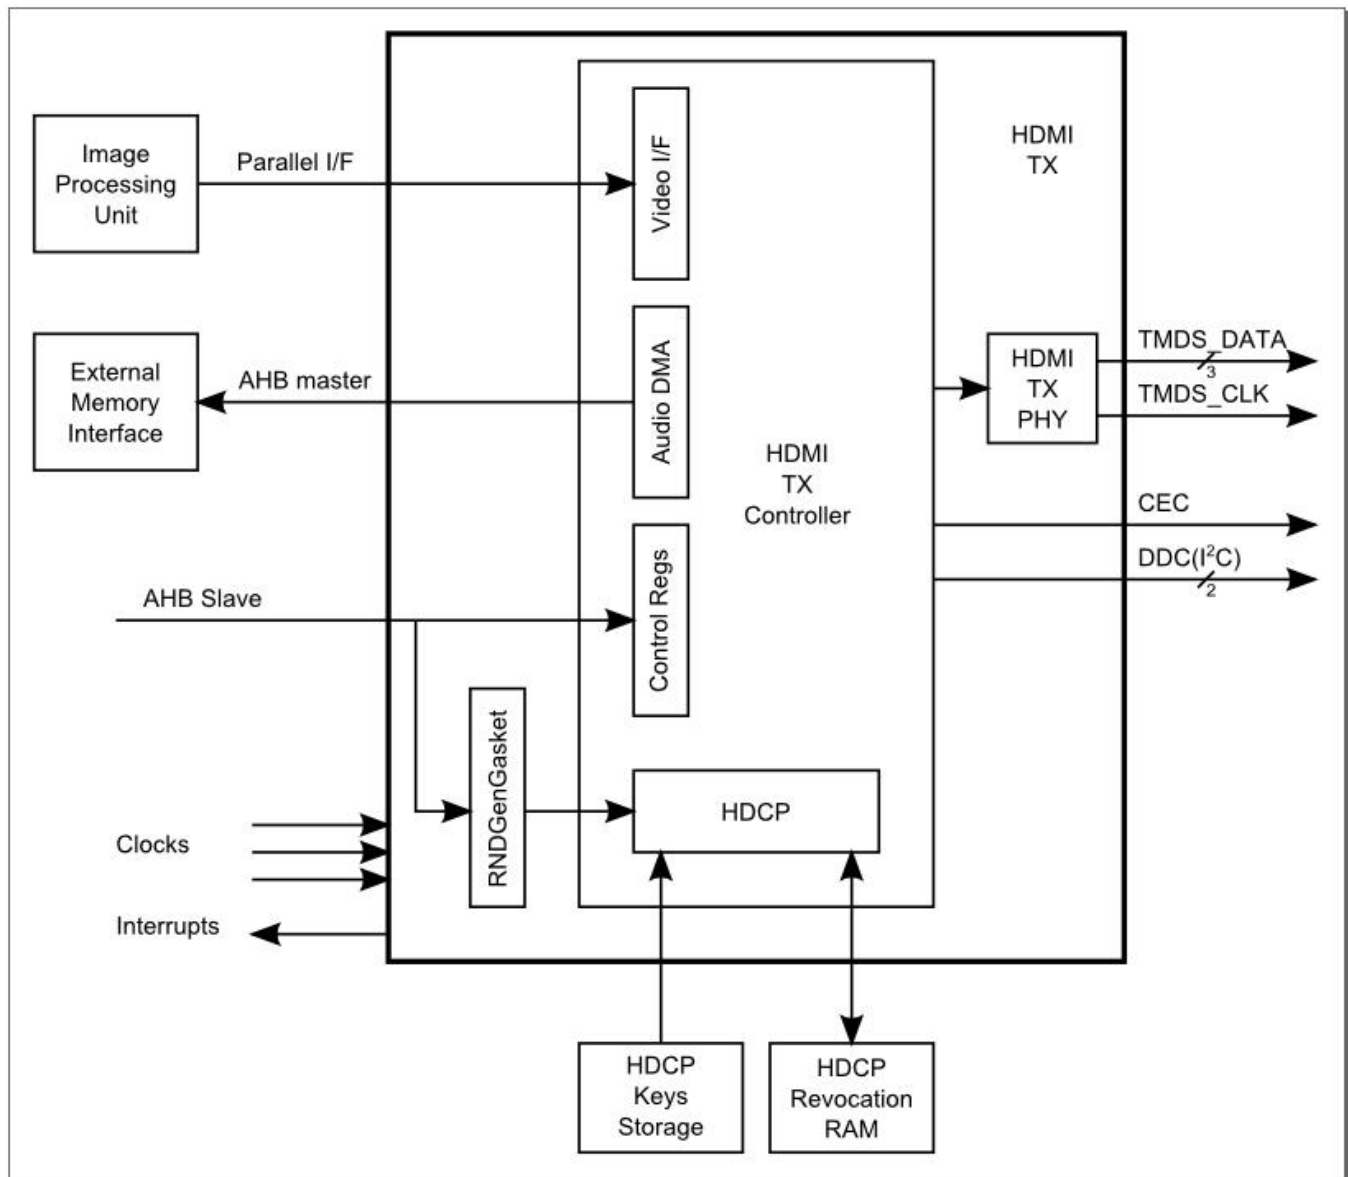 HDMI
TX
Image
Processing
Unit
Parallel I/F
Video I/F
External
Memory
Interface
AHB master
Audio DMA
HDMI
TX
Controller
HDMI
TX
PHY
TMDS_DATA
3
TMDS_CLK
CEC
DDC(I²C)
2
AHB Slave
Control Regs
RNDGenGasket
HDCP
Clocks
Interrupts
HDCP
Keys
Storage
HDCP
Revocation
RAM